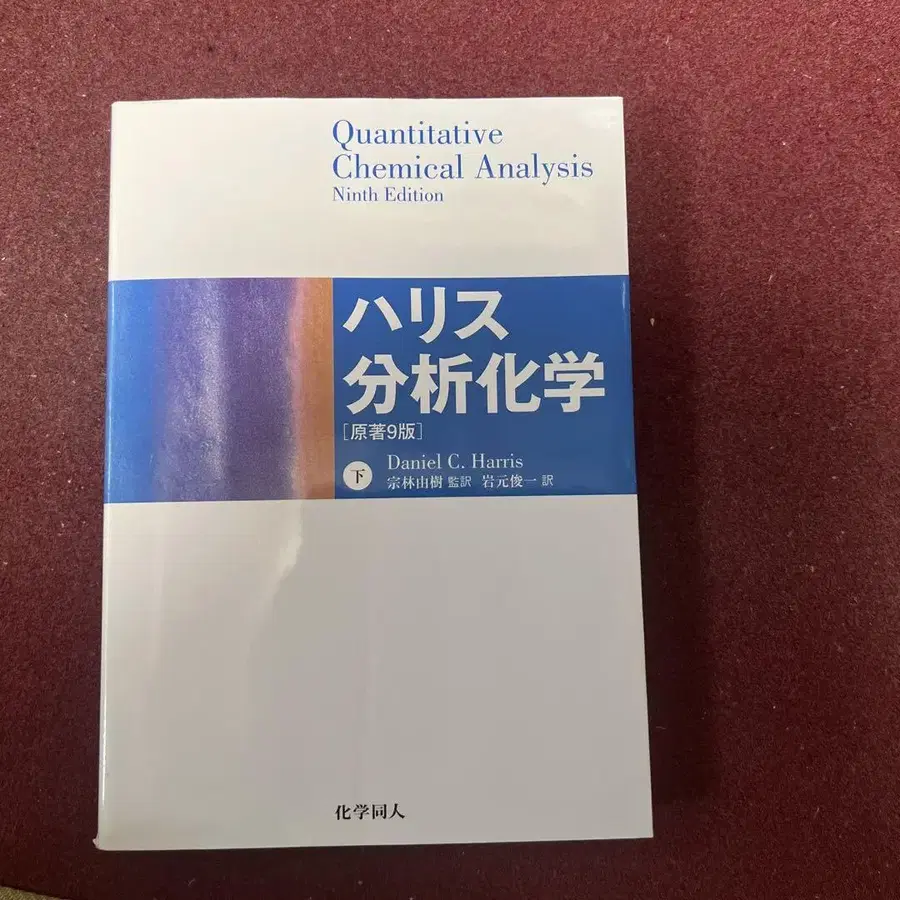 Quantitative
Chemical Analysis
Ninth Edition
ハリス
分析化学
[原著9版]
下
Daniel C. Harris
宗林由樹 監訳 岩元俊一 訳
化学同人